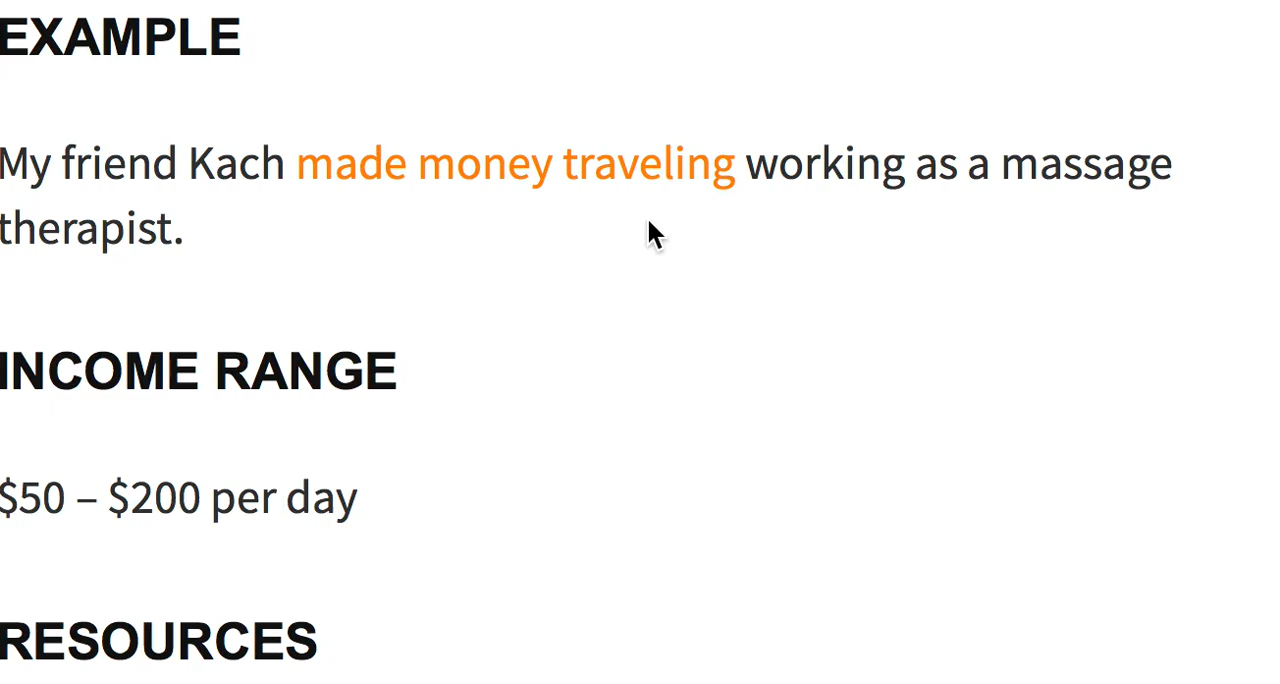 EXAMPLE
My friend Kach made money traveling working as a massage
therapist.
INCOME RANGE
$50 – $200 per day
RESOURCES